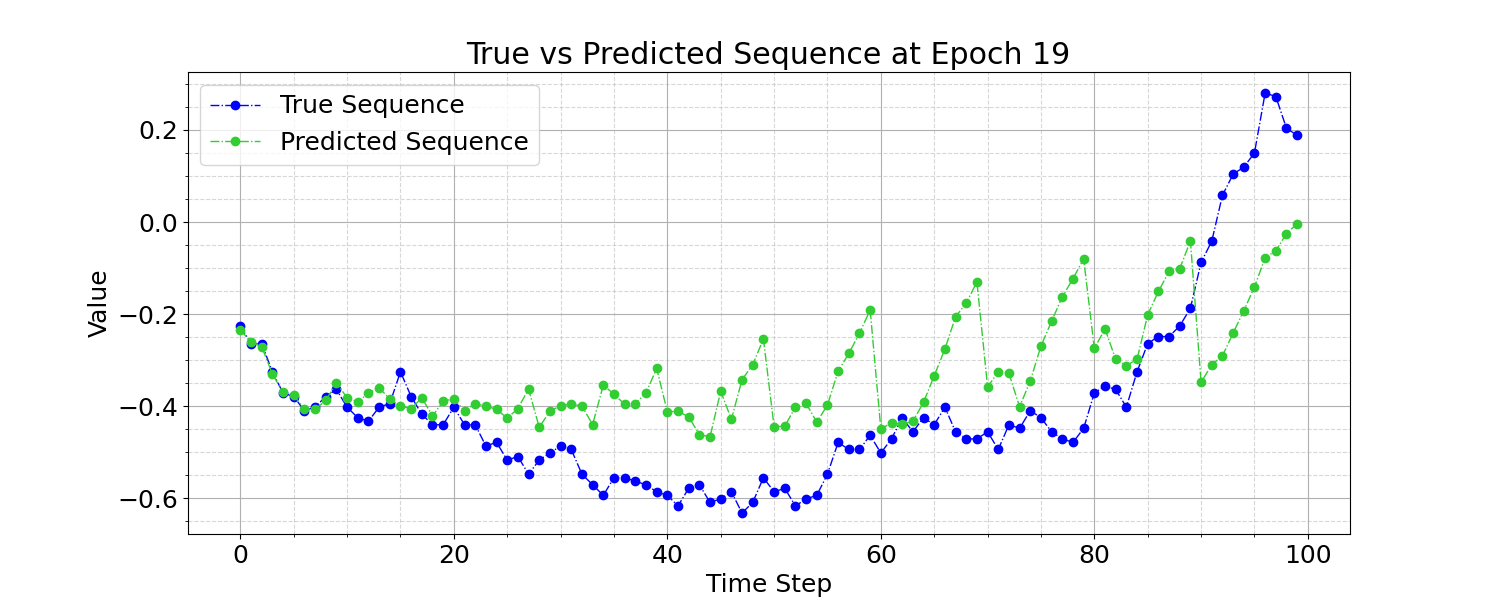 True vs Predicted Sequence at Epoch 19
True Sequence
Predicted Sequence
Value
0.2
0.0
−0.2
−0.4
−0.6
0 20 40 60 80 100
Time Step